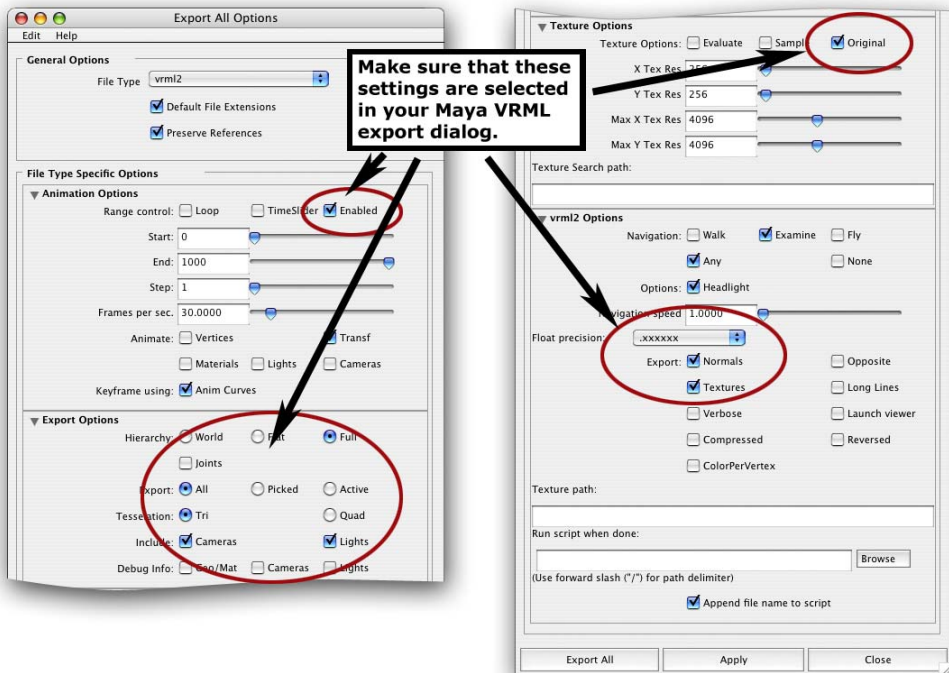 Export All Options
Edit Help
General Options
File Type vrml2
Default File Extensions
Preserve References
File Type Specific Options
Animation Options
Range control: Loop TimeSlider Enabled
Start: 0
End: 1000
Step: 1
Frames per sec. 30.0000
Animate: Vertices Transf
Materials Lights Cameras
Keyframe using: Anim Curves
Export Options
Hierarchy: World Flat Full
Joints
Export: All Picked Active
Tesselation: Tri Quad
Include: Cameras Lights
Debug Info: Geo/Mat Cameras Lights
Make sure that these
settings are selected
in your Maya VRML
export dialog.
Texture Options
Texture Options: Evaluate Sample Original
X Tex Res 256
Y Tex Res 256
Max X Tex Res 4096
Max Y Tex Res 4096
Texture Search path:
vrml2 Options
Navigation: Walk Examine Fly
Any None
Options: Headlight
Navigation speed 1.0000
Float precision: .xxxxxx
Export: Normals Opposite
Textures Long Lines
Verbose Launch viewer
Compressed Reversed
ColorPerVertex
Texture path:
Run script when done:
Browse
(Use forward slash ("/") for path delimiter)
Append file name to script
Export All Apply Close